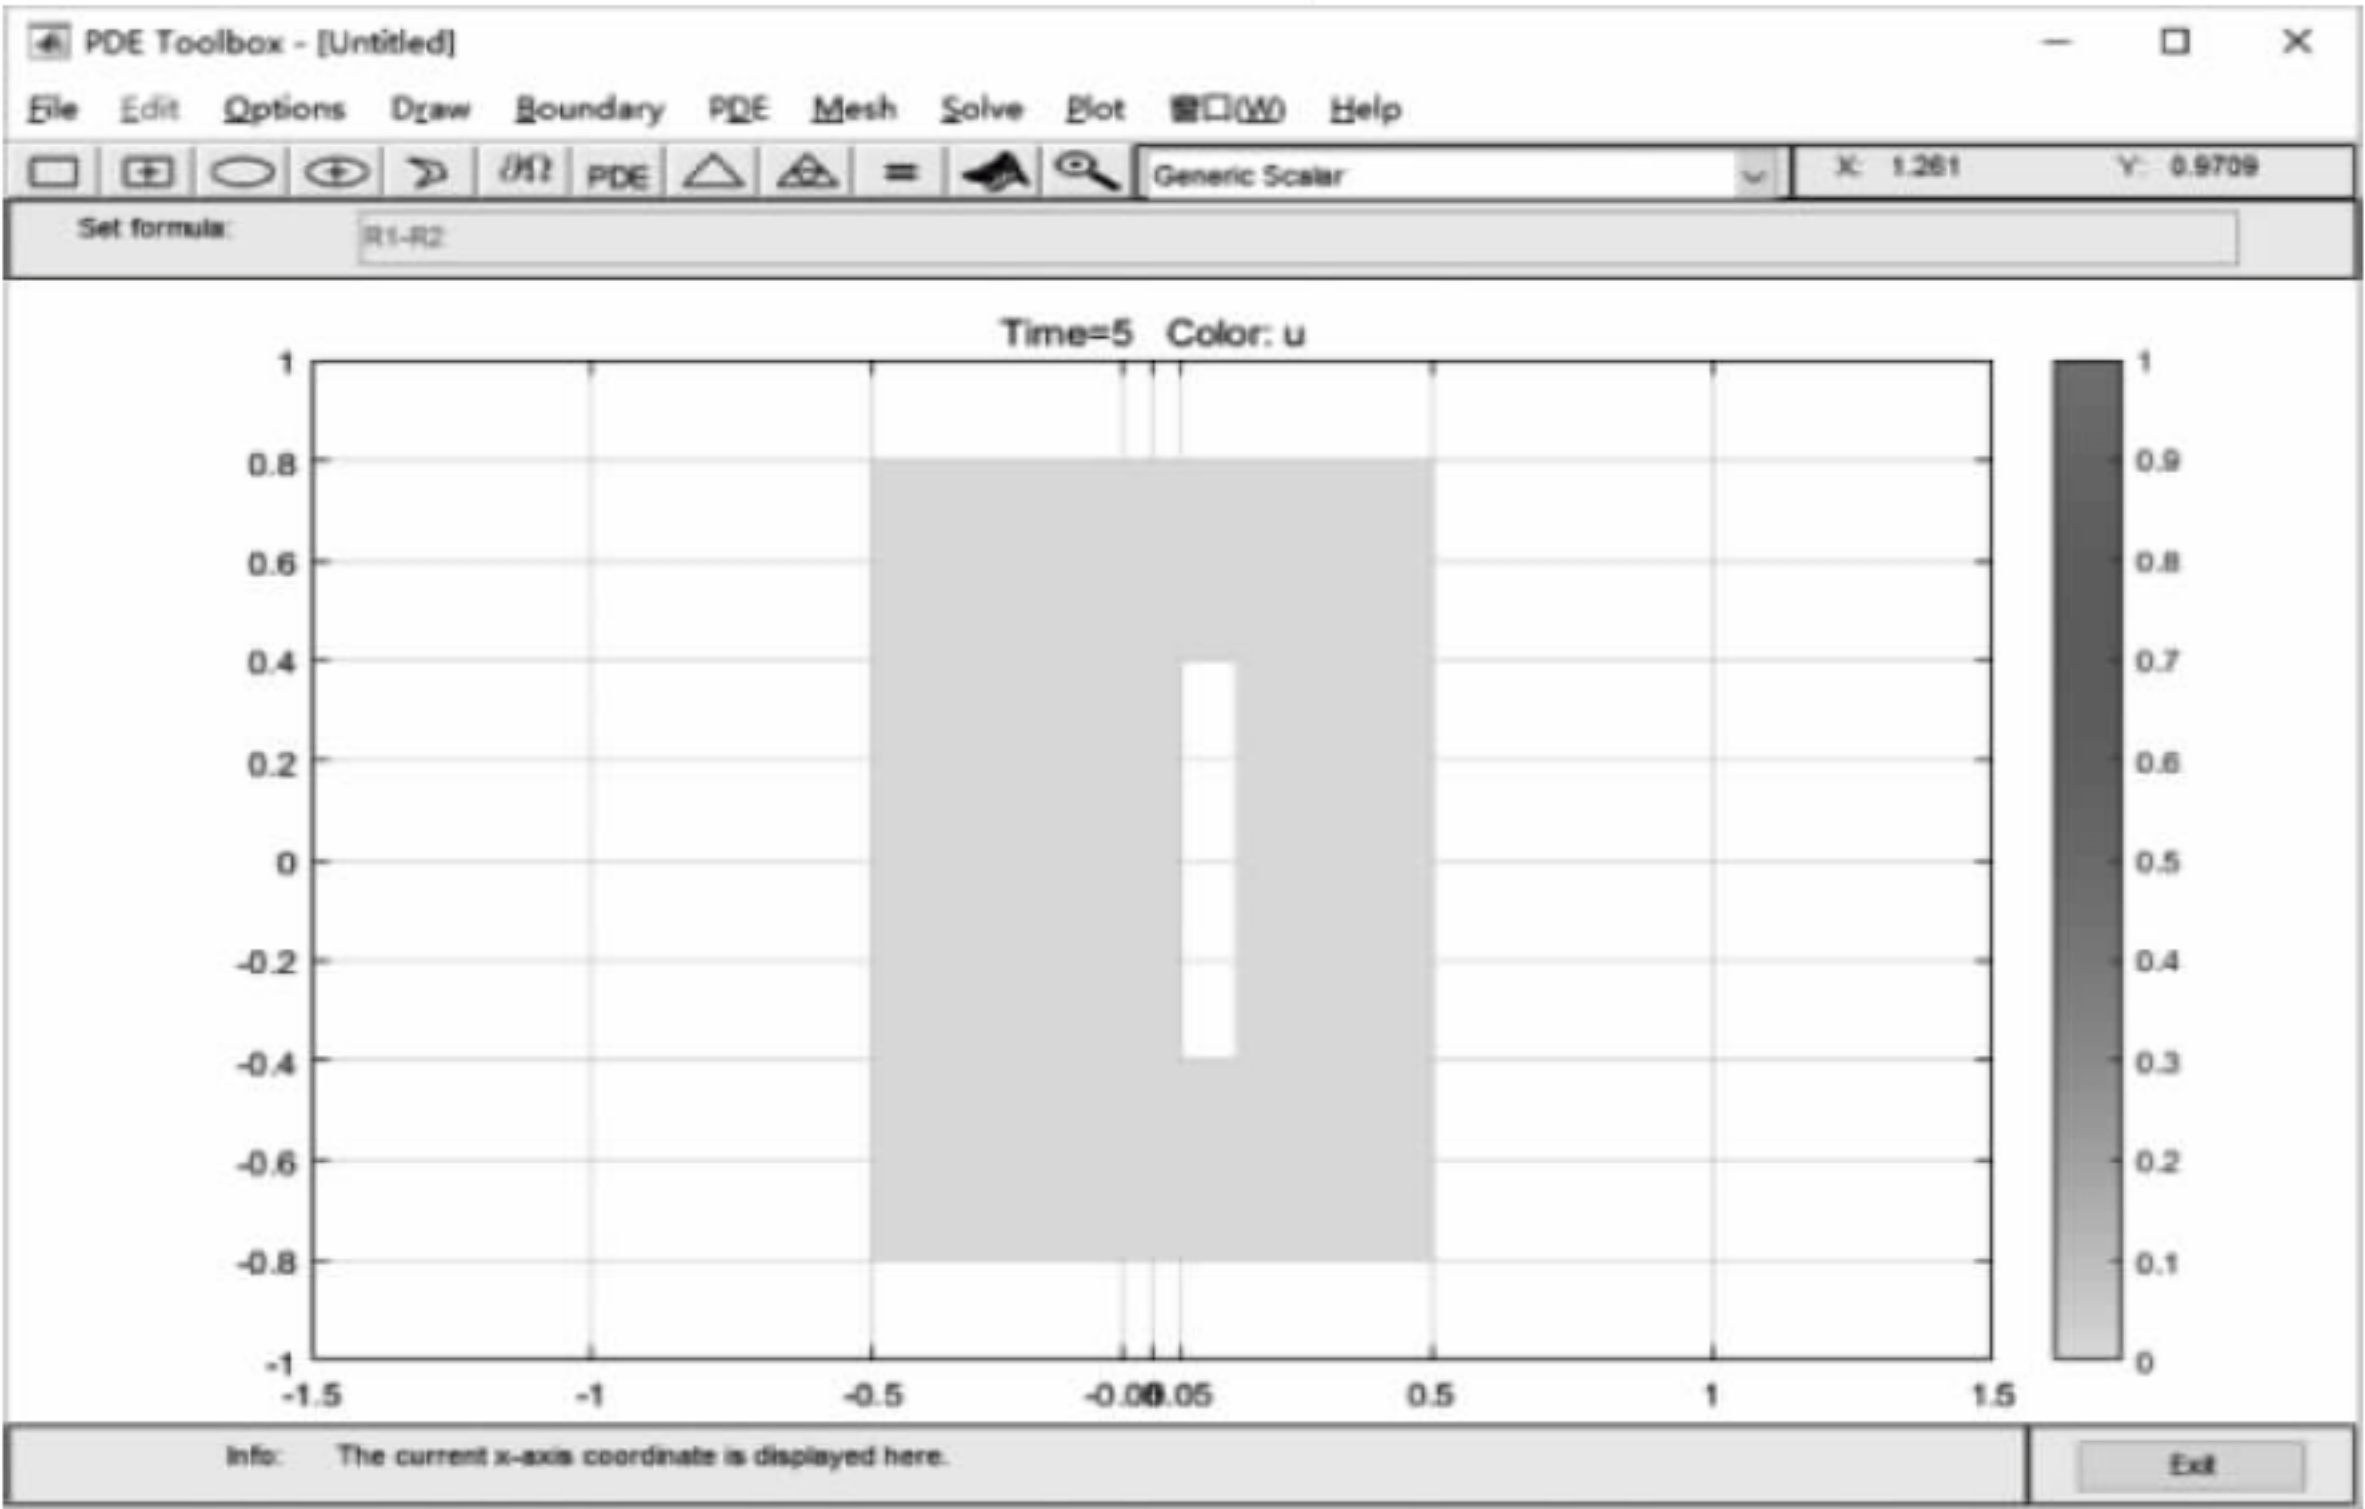 PDE Toolbox - [Untitled]
File Edit Options Draw Boundary PDE Mesh Solve Plot 窗口(W) Help
∂Ω PDE = Generic Scalar X: 1.261 Y: 0.9709
Set formula: R1-R2
Time=5 Color: u
1
0.8
0.6
0.4
0.2
0
-0.2
-0.4
-0.6
-0.8
-1
-1.5 -1 -0.5 0.05 0.5 1 1.5
1
0.9
0.8
0.7
0.6
0.5
0.4
0.3
0.2
0.1
0
Info: The current x-axis coordinate is displayed here.
Exit